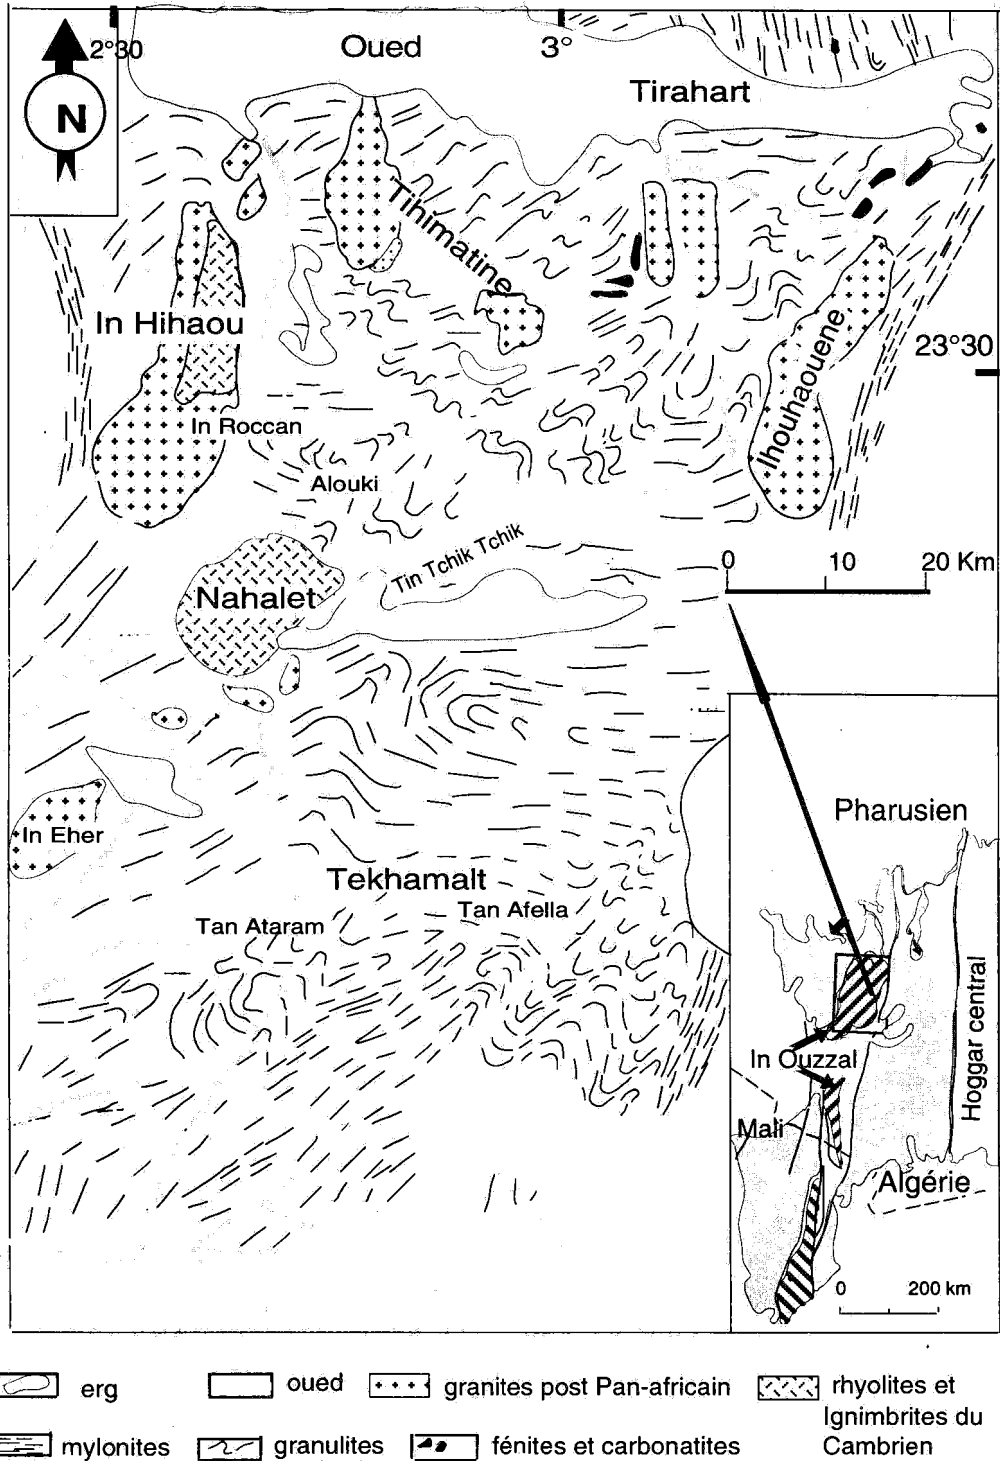 2°30
Oued
3°
N
Tirahart
Tihimatine
In Hihaou
23°30
Ihouhaouene
In Roccan
Alouki
Tin Tchik Tchik
0 10 20 Km
Nahalet
Pharusien
In Eher
Tekhamalt
Tan Afella
Tan Ataram
Hoggar central
In Ouzzal
Mali
Algérie
0 200 km
erg
oued
granites post Pan-africain
rhyolites et
Ignimbrites du
Cambrien
mylonites
granulites
fénites et carbonatites